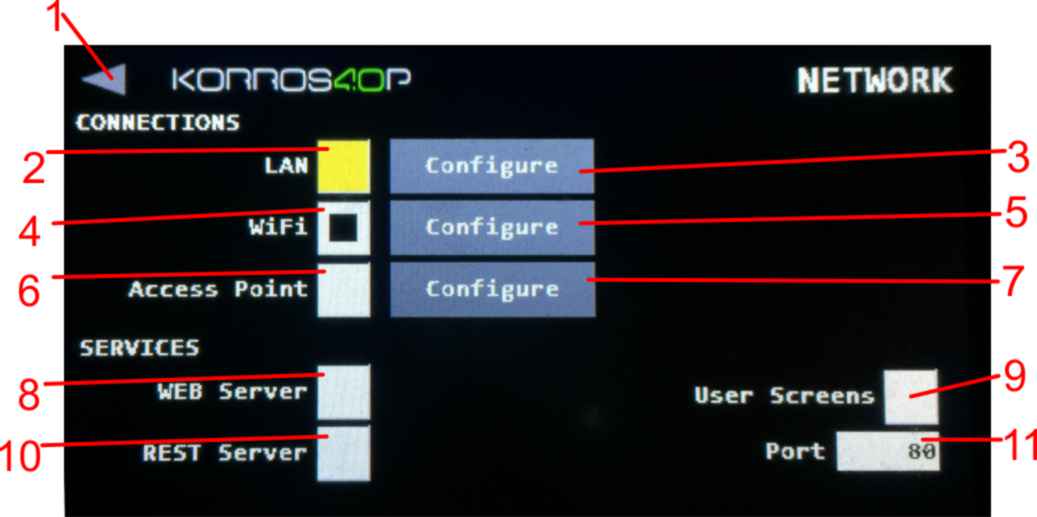 1
KORROS4.0P NETWORK
CONNECTIONS
2 LAN Configure 3
4 WiFi Configure 5
6 Access Point Configure 7
SERVICES
8 WEB Server User Screens 9
10 REST Server Port 80 11